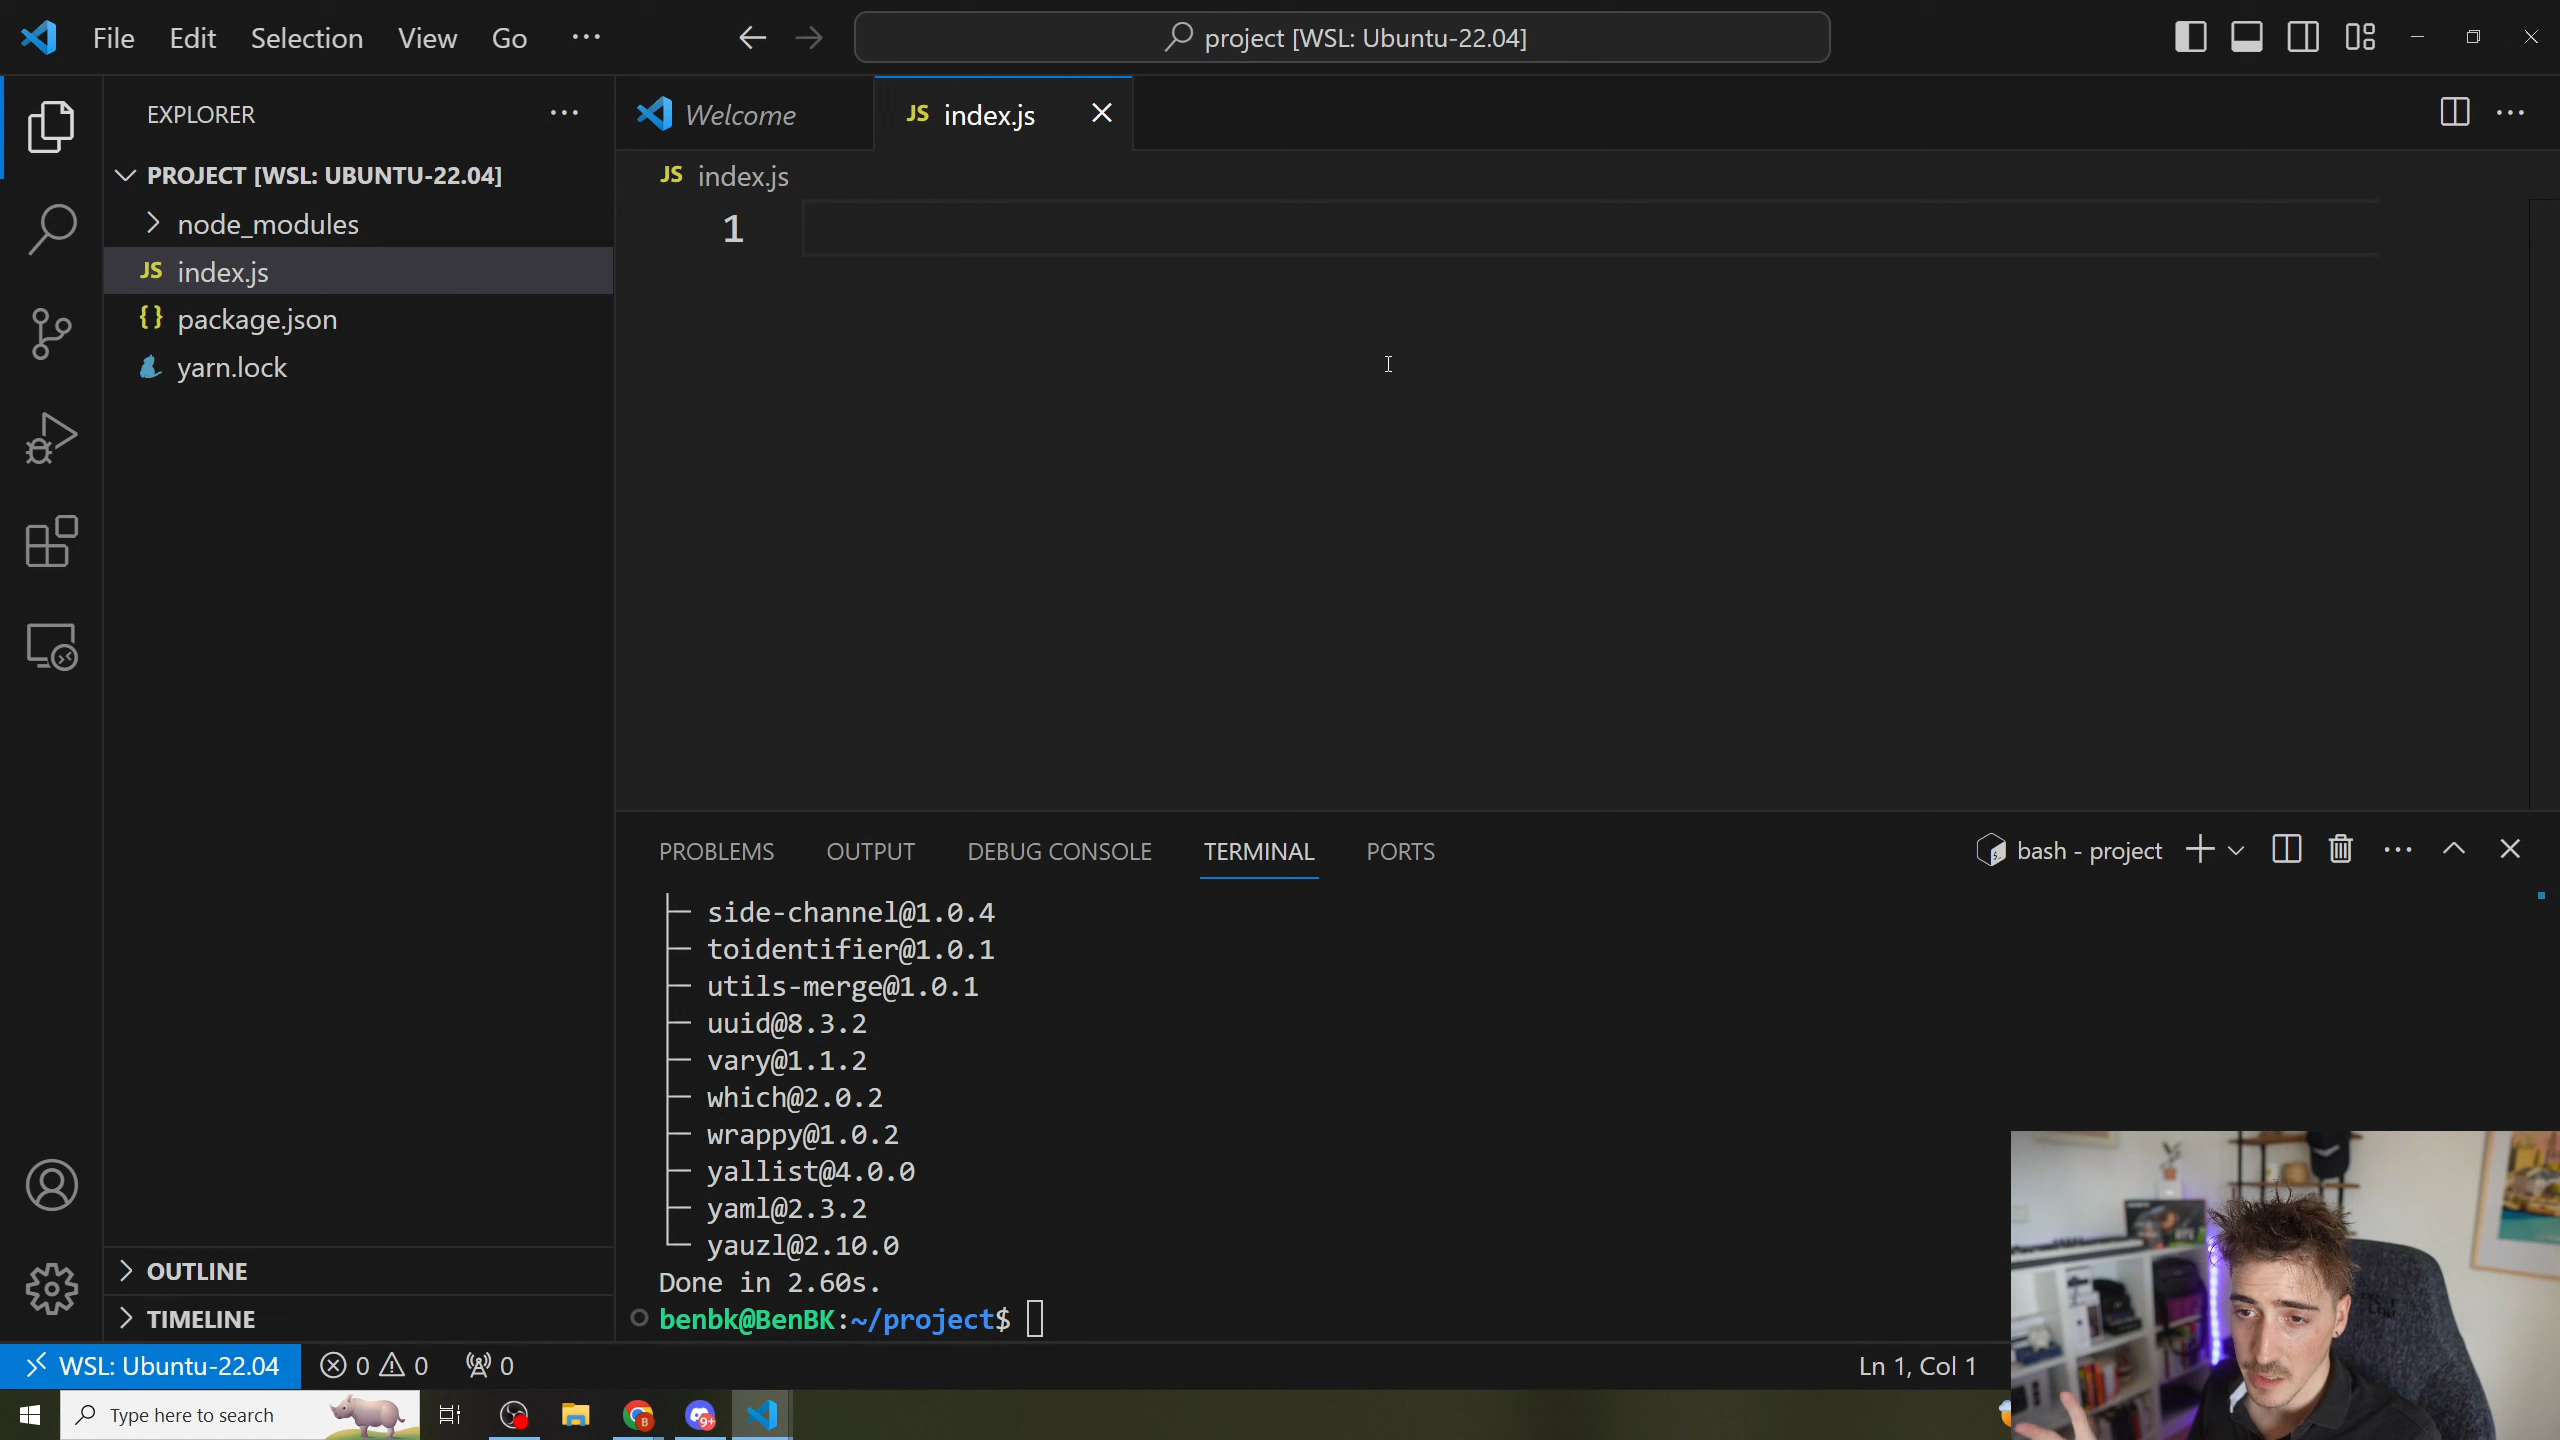 File Edit Selection View Go ···
project [WSL: Ubuntu-22.04]
EXPLORER
Welcome
JS index.js
PROJECT [WSL: UBUNTU-22.04]
JS index.js
node_modules
1
JS index.js
{} package.json
yarn.lock
PROBLEMS OUTPUT DEBUG CONSOLE TERMINAL PORTS
bash - project
├─ side-channel@1.0.4
├─ toidentifier@1.0.1
├─ utils-merge@1.0.1
├─ uuid@8.3.2
├─ vary@1.1.2
├─ which@2.0.2
├─ wrappy@1.0.2
├─ yallist@4.0.0
├─ yaml@2.3.2
└─ yauzl@2.10.0
Done in 2.60s.
benbk@BenBK:~/project$
OUTLINE
TIMELINE
WSL: Ubuntu-22.04 0 0 0
Ln 1, Col 1
Type here to search
B
9+